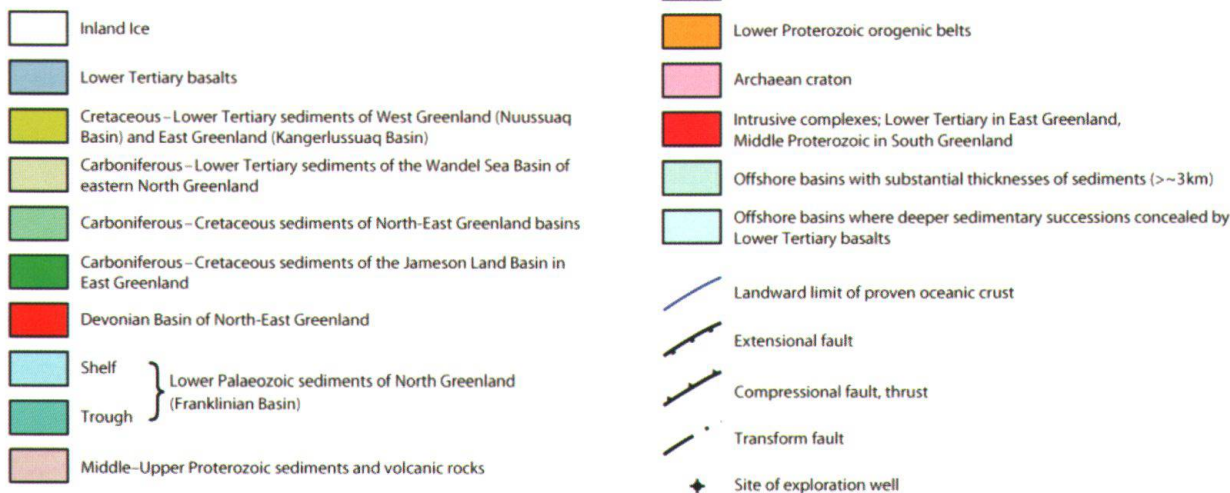 Inland Ice
Lower Tertiary basalts
Cretaceous – Lower Tertiary sediments of West Greenland (Nuussuaq
Basin) and East Greenland (Kangerlussuaq Basin)
Carboniferous – Lower Tertiary sediments of the Wandel Sea Basin of
eastern North Greenland
Carboniferous – Cretaceous sediments of North-East Greenland basins
Carboniferous – Cretaceous sediments of the Jameson Land Basin in
East Greenland
Devonian Basin of North-East Greenland
Shelf
Trough
Lower Palaeozoic sediments of North Greenland
(Franklinian Basin)
Middle–Upper Proterozoic sediments and volcanic rocks
Lower Proterozoic orogenic belts
Archaean craton
Intrusive complexes; Lower Tertiary in East Greenland,
Middle Proterozoic in South Greenland
Offshore basins with substantial thicknesses of sediments (>~3km)
Offshore basins where deeper sedimentary successions concealed by
Lower Tertiary basalts
Landward limit of proven oceanic crust
Extensional fault
Compressional fault, thrust
Transform fault
Site of exploration well